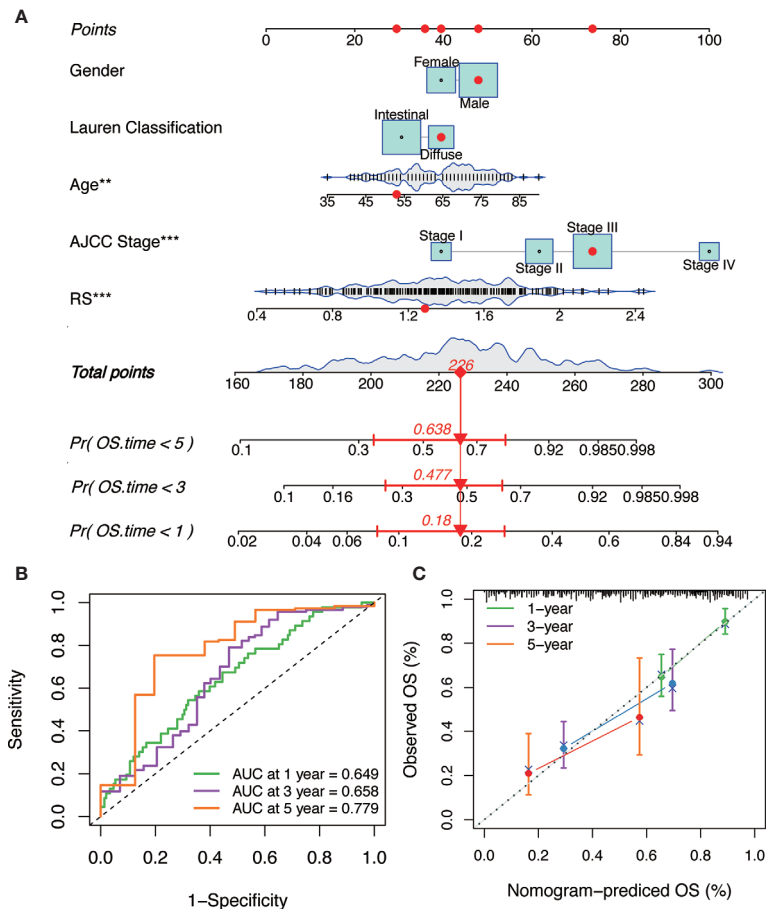 A
Points
0 20 40 60 80 100
Gender
Female
Male
Lauren Classification
Intestinal
Diffuse
Age**
35 45 55 65 75 85
AJCC Stage***
Stage I
Stage II
Stage III
Stage IV
RS***
0.4 0.8 1.2 1.6 2 2.4
Total points
226
160 180 200 220 240 260 280 300
0.638
Pr( OS.time < 5 )
0.1 0.3 0.5 0.7 0.92 0.9850.998
0.477
Pr( OS.time < 3
0.1 0.16 0.3 0.5 0.7 0.92 0.9850.998
0.18
Pr( OS.time < 1 )
0.02 0.04 0.06 0.1 0.2 0.4 0.6 0.84 0.94
B
Sensitivity
0.0 0.2 0.4 0.6 0.8 1.0
AUC at 1 year = 0.649
AUC at 3 year = 0.658
AUC at 5 year = 0.779
0.0 0.2 0.4 0.6 0.8 1.0
1−Specificity
C
Observed OS (%)
0.0 0.2 0.4 0.6 0.8 1.0
1−year
3−year
5−year
0.0 0.2 0.4 0.6 0.8 1.0
Nomogram−prediced OS (%)